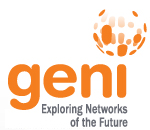 geni
Exploring Networks
of the Future